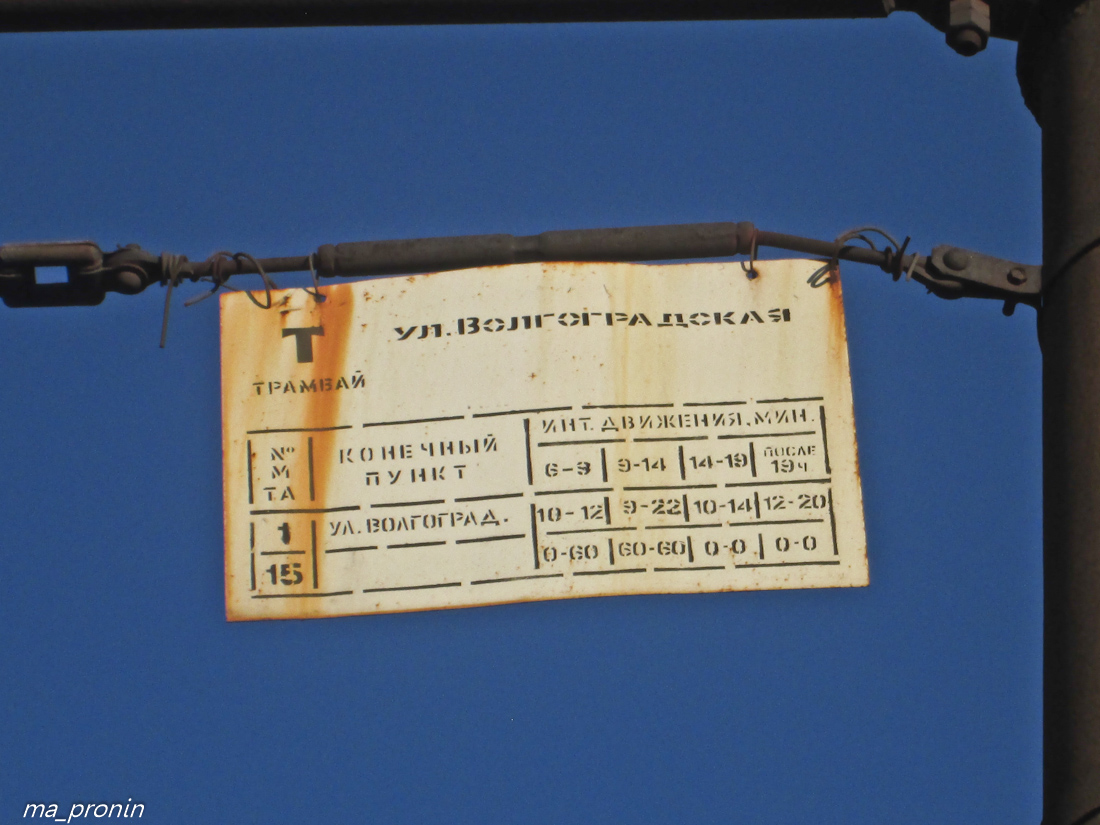 Т
ТРАМВАЙ
УЛ.ВОЛГОГРАДСКАЯ
№ М ТА
КОНЕЧНЫЙ ПУНКТ
ИНТ. ДВИЖЕНИЯ, МИН.
6-9 9-14 14-19 ПОСЛЕ 19 Ч
1 УЛ. ВОЛГОГРАД. 10-12 9-22 10-14 12-20
15 0-60 60-60 0-0 0-0
ma_pronin